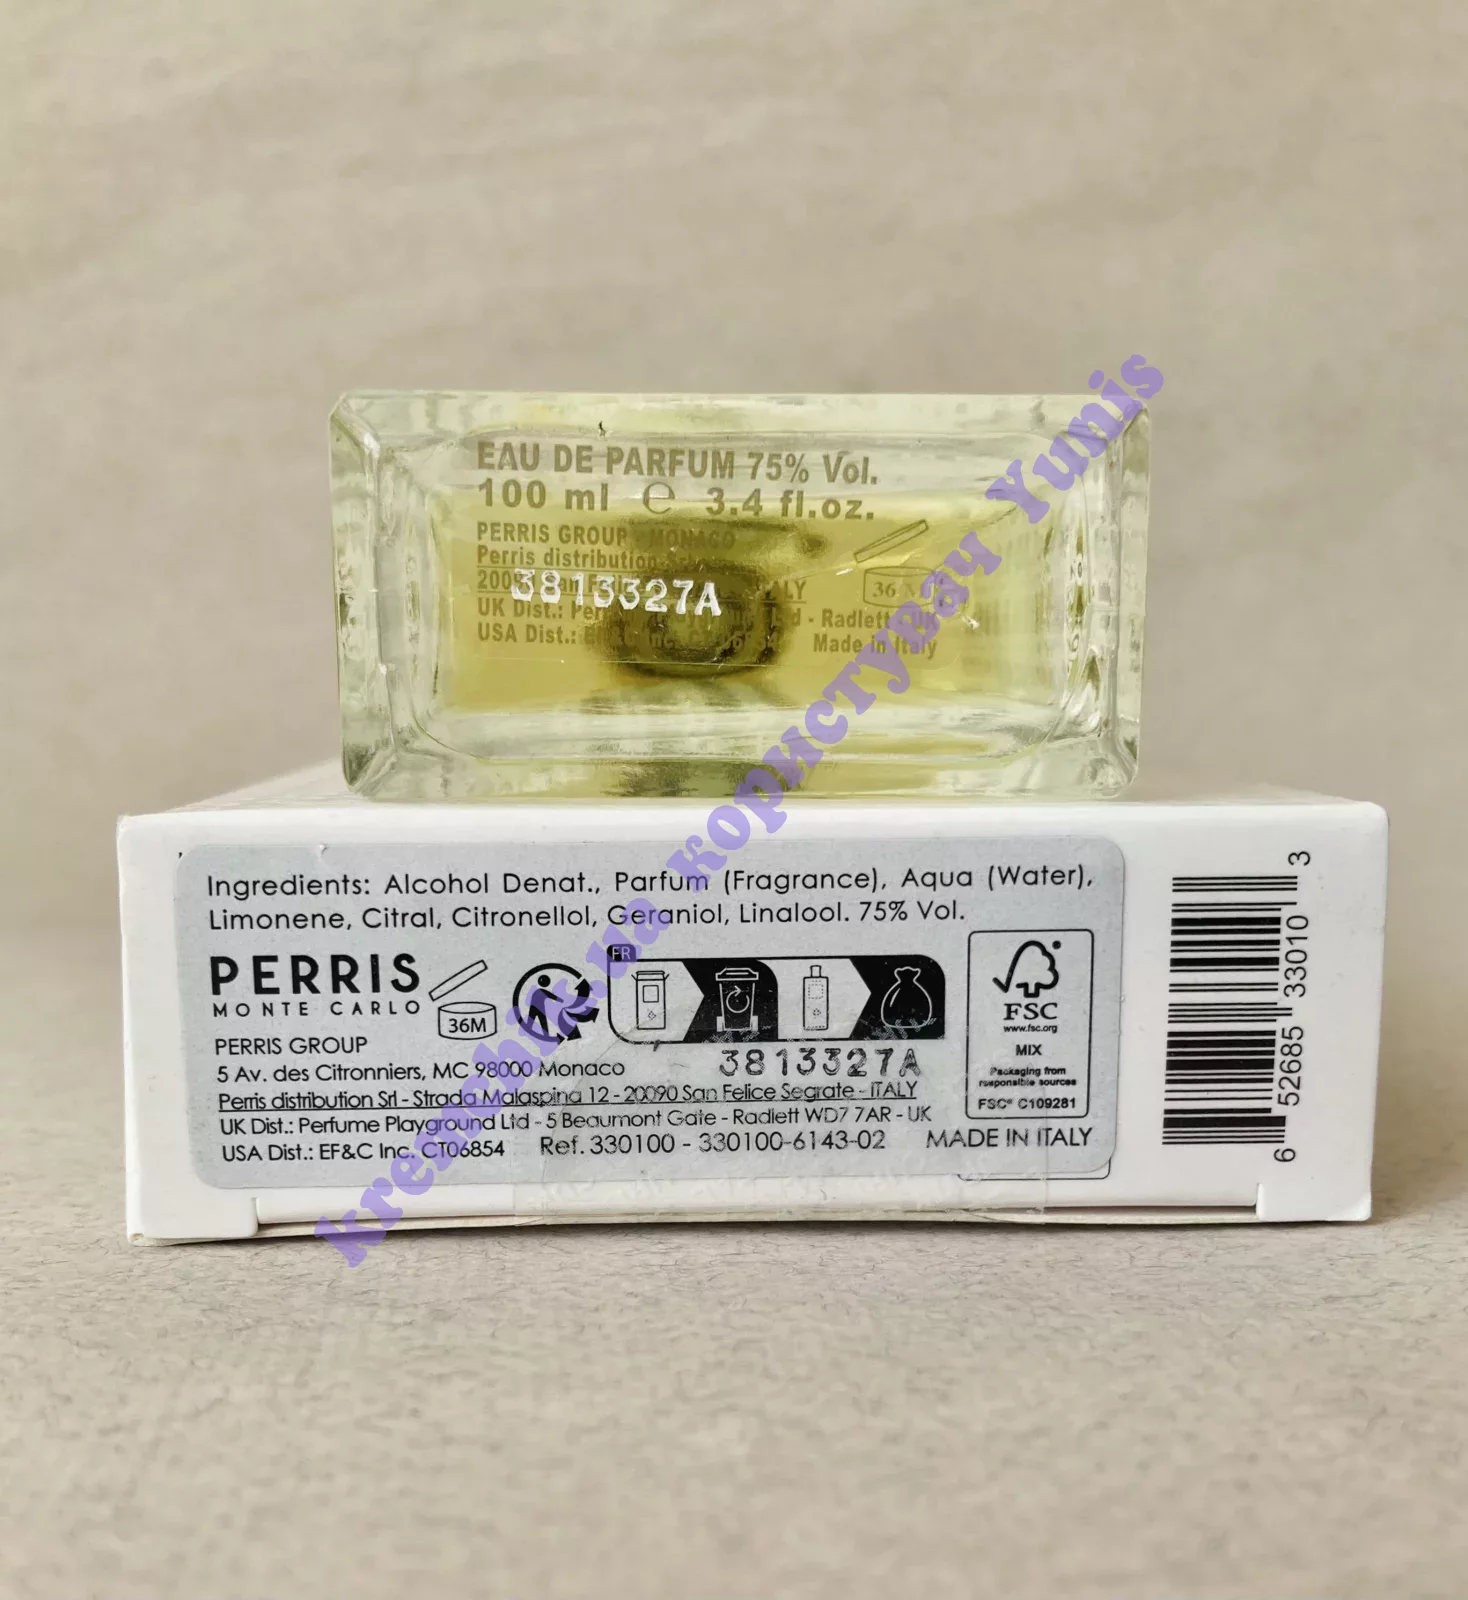 EAU DE PARFUM 75% Vol.
100 ml e 3.4 fl.oz.
PERRIS GROUP - MONACO
Perris distribution
3813327A
36 M
UK Dist.: - Radlett
USA Dist.: Made in Italy
Ingredients: Alcohol Denat., Parfum (Fragrance), Aqua (Water),
Limonene, Citral, Citronellol, Geraniol, Linalool. 75% Vol.
PERRIS
MONTE CARLO
36M
FR
FSC
www.fsc.org
MIX
Packaging from
responsible sources
FSC® C109281
PERRIS GROUP
5 Av. des Citronniers, MC 98000 Monaco
3813327A
Perris distribution Srl - Strada Malaspina 12 - 20090 San Felice Segrate - ITALY
UK Dist.: Perfume Playground Ltd - 5 Beaumont Gate - Radlett WD7 7AR - UK
USA Dist.: EF&C Inc. CT06854 Ref. 330100 - 330100-6143-02 MADE IN ITALY
6 52685 33010 3
kremchik.ua користувач Yunis